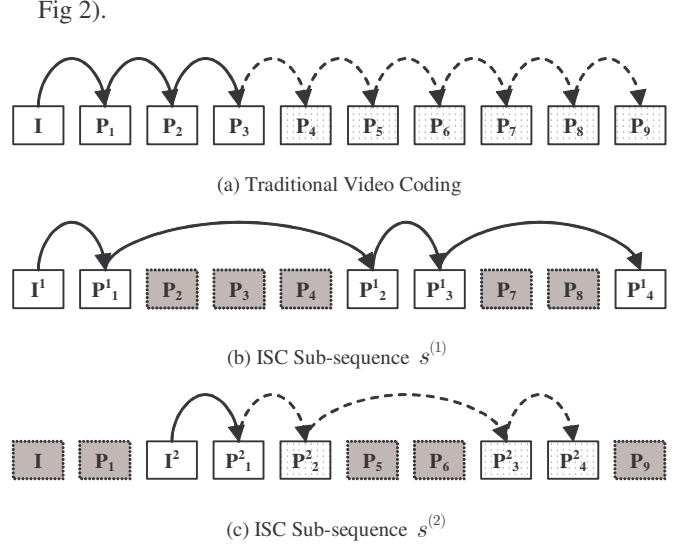 Fig 2).
I P₁ P₂ P₃ P₄ P₅ P₆ P₇ P₈ P₉
(a) Traditional Video Coding
I¹ P¹₁ P₂ P₃ P₄ P¹₂ P¹₃ P₇ P₈ P¹₄
(b) ISC Sub-sequence s⁽¹⁾
I P₁ I² P²₁ P²₂ P₅ P₆ P²₃ P²₄ P₉
(c) ISC Sub-sequence s⁽²⁾